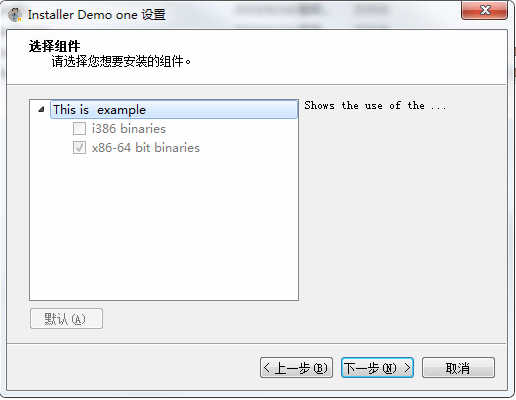 Installer Demo one 设置
选择组件
请选择您想要安装的组件。
This is  example
Shows the use of the ...
i386 binaries
x86-64 bit binaries
默认(A)
< 上一步(B)
下一步(N) >
取消